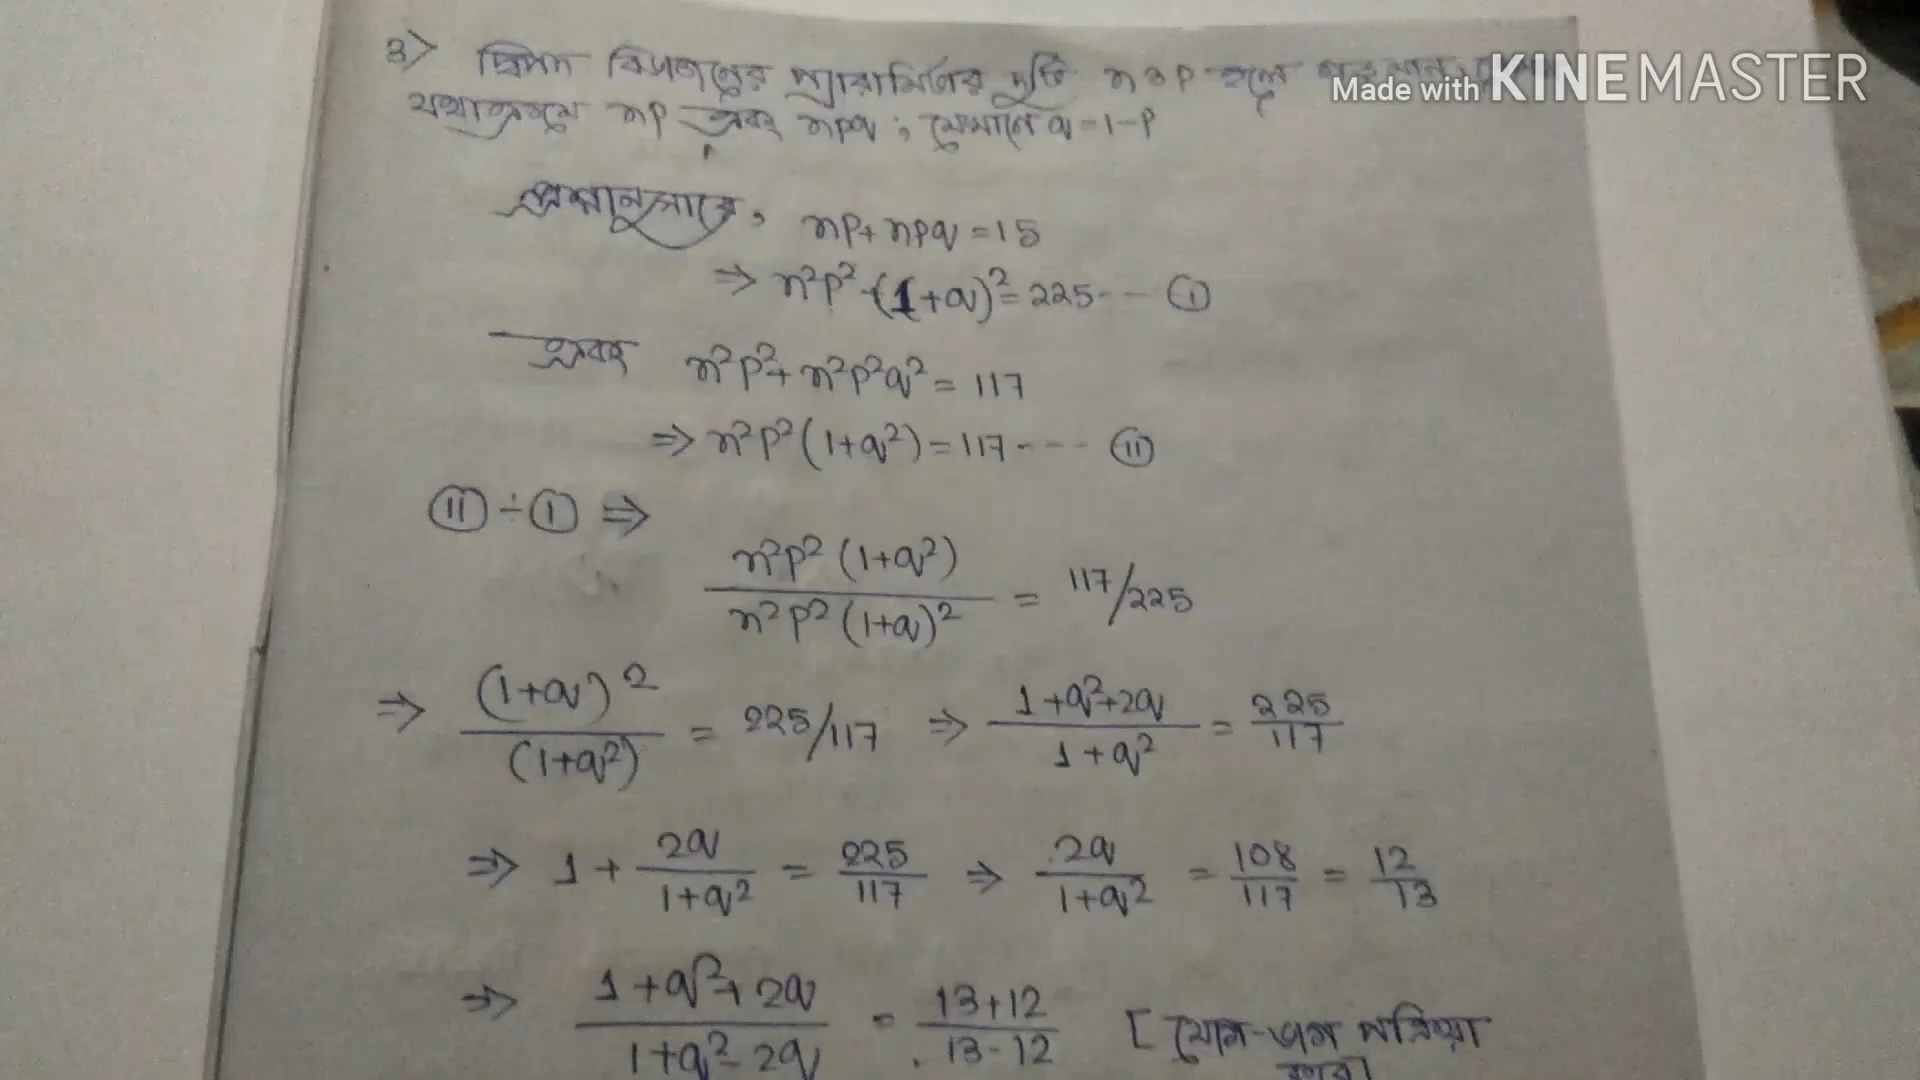 ৪> দ্বিপদ বিভাজনের প্যারামিটার দুটি n ও p হলে
Made with KINEMASTER
যথাক্রমে np এবং npq ; যেখানে q = 1-p
প্রশ্নানুসারে, np + npq = 15
⇒ n²p² (1+q)² = 225 -- (I)
এবং n²p² + n²p²q² = 117
⇒ n²p² (1+q²) = 117 ---- (II)
(II) ÷ (I) ⇒
n²p² (1+q²) / n²p² (1+q)² = 117/225
⇒ (1+q)² / (1+q²) = 225/117 ⇒ 1+q²+2q / 1+q² = 225/117
⇒ 1 + 2q / 1+q² = 225/117 ⇒ 2q / 1+q² = 108/117 = 12/13
⇒ 1+q²+2q / 1+q²-2q = 13+12 / 13-12 [যোগ-ভাগ প্রক্রিয়া